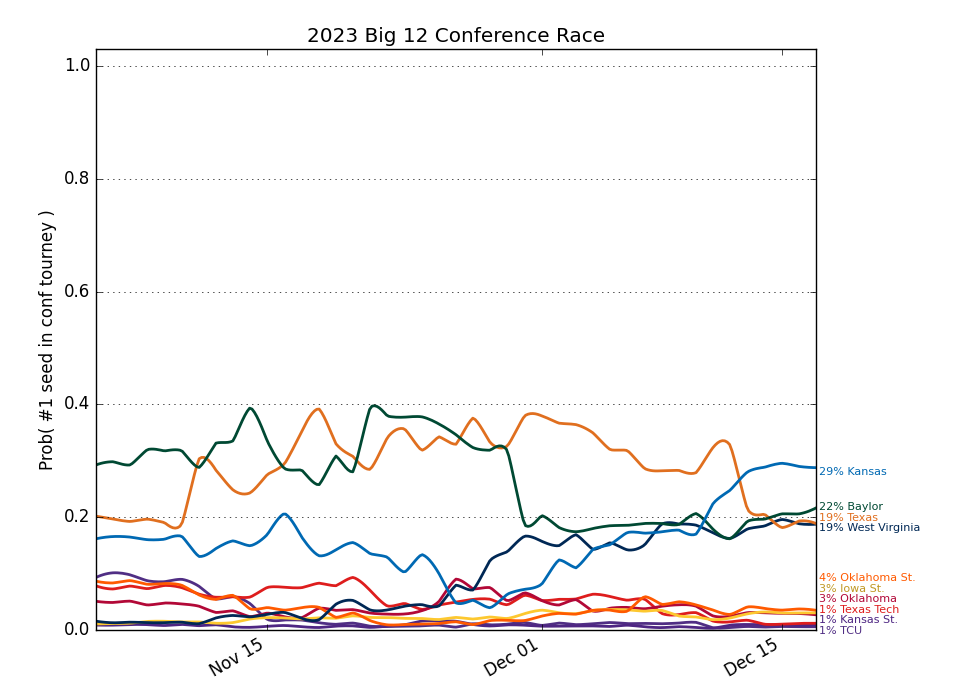 2023 Big 12 Conference Race
Prob( #1 seed in conf tourney )
1.0
0.8
0.6
0.4
0.2
0.0
Nov 15
Dec 01
Dec 15
29% Kansas
22% Baylor
19% Texas
19% West Virginia
4% Oklahoma St.
3% Iowa St.
3% Oklahoma
1% Texas Tech
1% Kansas St.
1% TCU